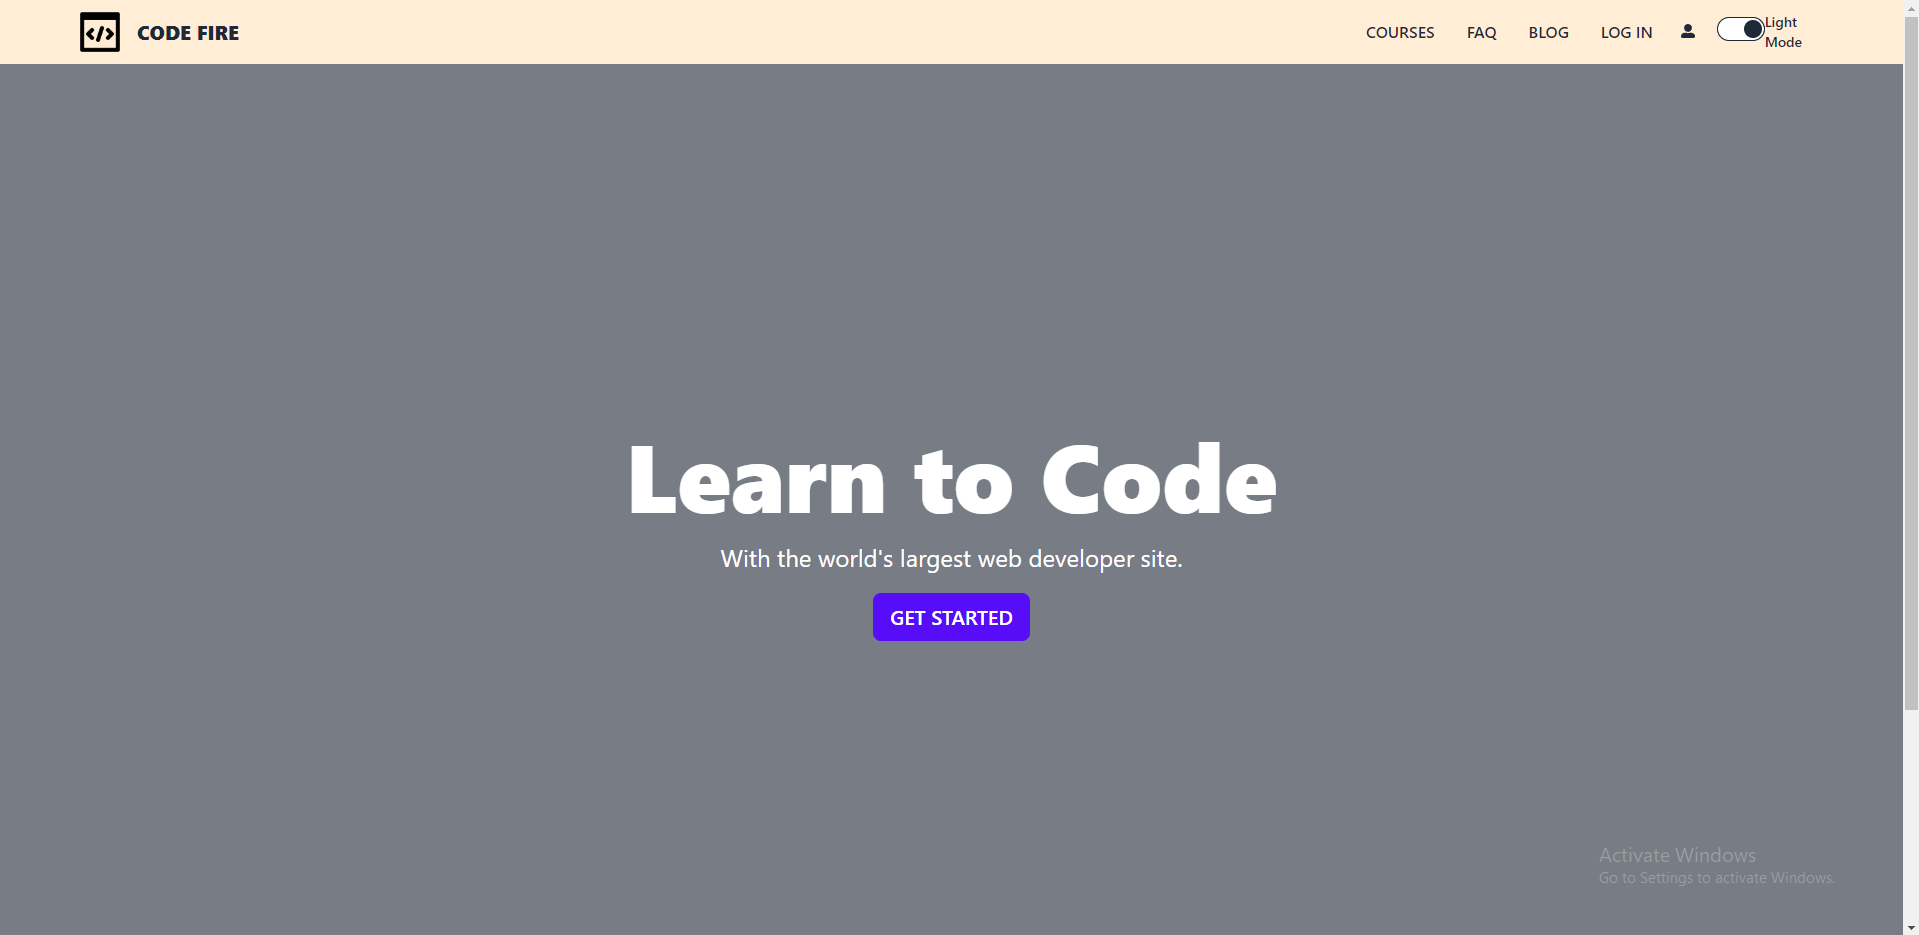 </> CODE FIRE
COURSES FAQ BLOG LOG IN Light
Mode
Learn to Code
With the world's largest web developer site.
GET STARTED
Activate Windows
Go to Settings to activate Windows.